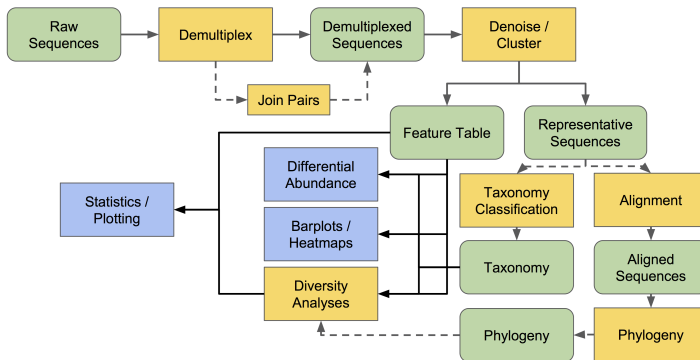 Raw
Sequences
Demultiplex
Demultiplexed
Sequences
Denoise /
Cluster
Join Pairs
Feature Table
Representative
Sequences
Differential
Abundance
Statistics /
Plotting
Taxonomy
Classification
Alignment
Barplots /
Heatmaps
Diversity
Analyses
Taxonomy
Aligned
Sequences
Phylogeny
Phylogeny